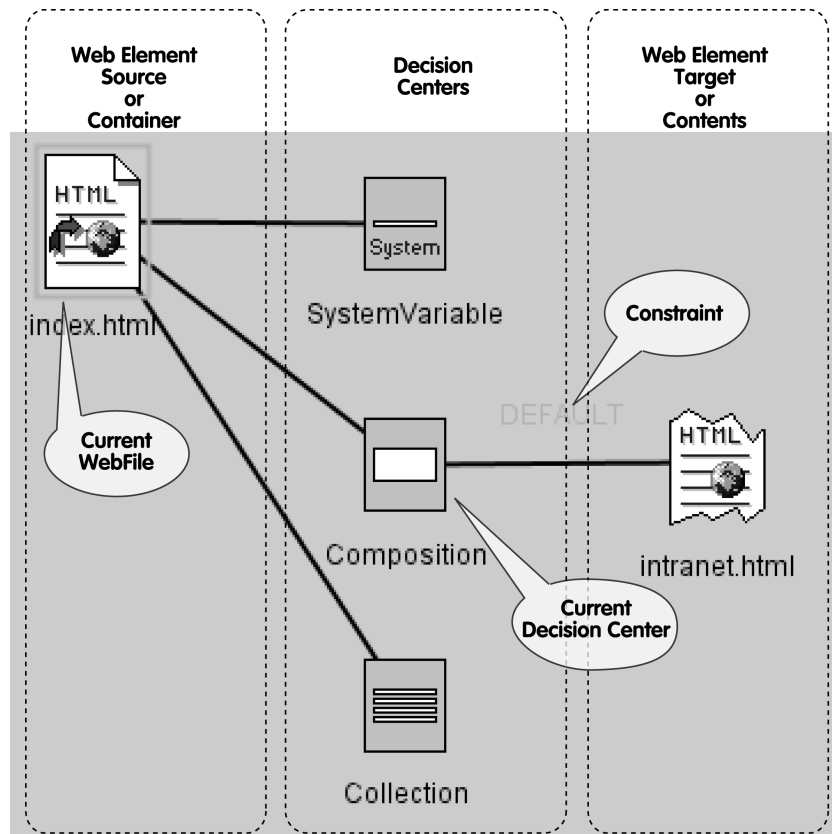 Web Element
Source
or
Container
Decision
Centers
Web Element
Target
or
Contents
HTML
System
index.html
SystemVariable
Constraint
DEFAULT
HTML
Current
WebFile
Composition
intranet.html
Current
Decision Center
Collection